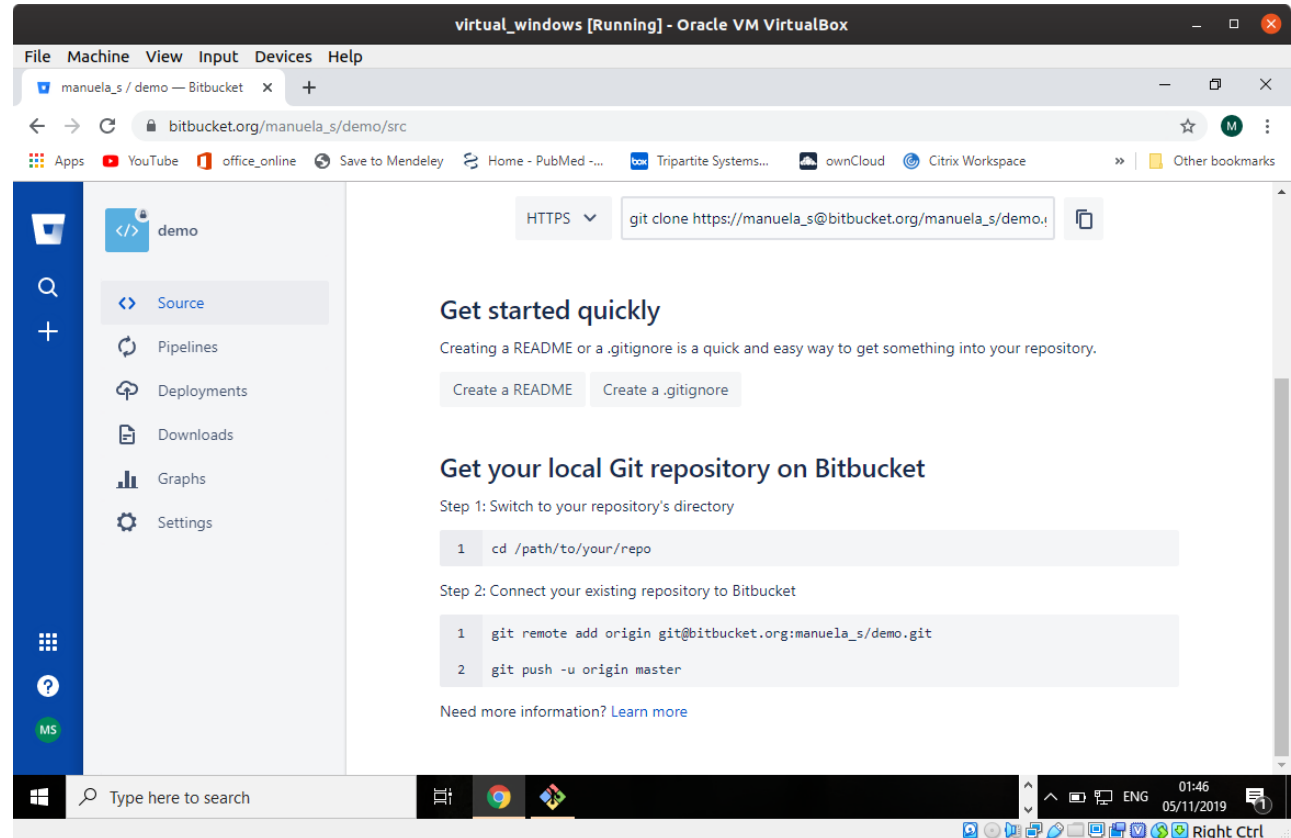 virtual_windows [Running] - Oracle VM VirtualBox
File Machine View Input Devices Help
manuela_s / demo — Bitbucket
bitbucket.org/manuela_s/demo/src
M
Apps YouTube office_online Save to Mendeley Home - PubMed -... Tripartite Systems... ownCloud Citrix Workspace » Other bookmarks
demo
Source
Pipelines
Deployments
Downloads
Graphs
Settings
MS
HTTPS git clone https://manuela_s@bitbucket.org/manuela_s/demo.g
Get started quickly
Creating a README or a .gitignore is a quick and easy way to get something into your repository.
Create a README Create a .gitignore
Get your local Git repository on Bitbucket
Step 1: Switch to your repository's directory
1 cd /path/to/your/repo
Step 2: Connect your existing repository to Bitbucket
1 git remote add origin git@bitbucket.org:manuela_s/demo.git
2 git push -u origin master
Need more information? Learn more
Type here to search
ENG
01:46
05/11/2019
1
Right Ctrl